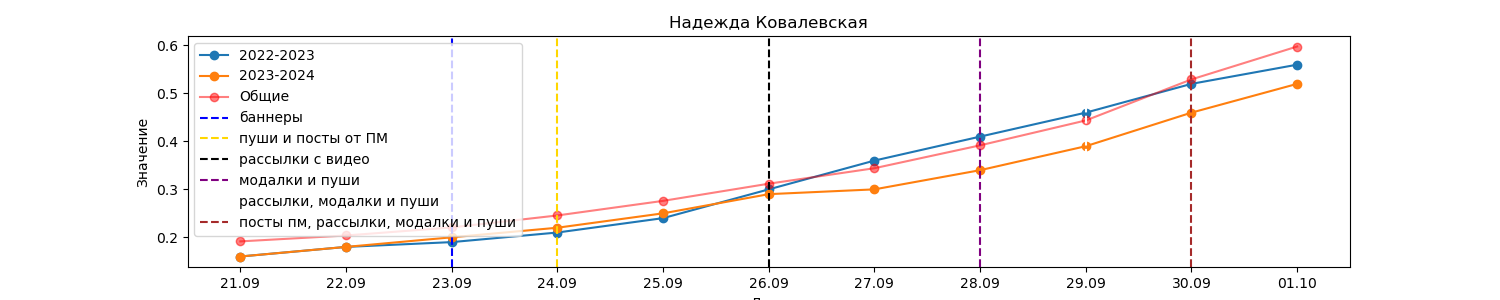 Надежда Ковалевская
0.6
0.5
0.4
0.3
0.2
Значение
2022-2023
2023-2024
Общие
баннеры
пуши и посты от ПМ
рассылки с видео
модалки и пуши
рассылки, модалки и пуши
посты пм, рассылки, модалки и пуши
21.09 22.09 23.09 24.09 25.09 26.09 27.09 28.09 29.09 30.09 01.10